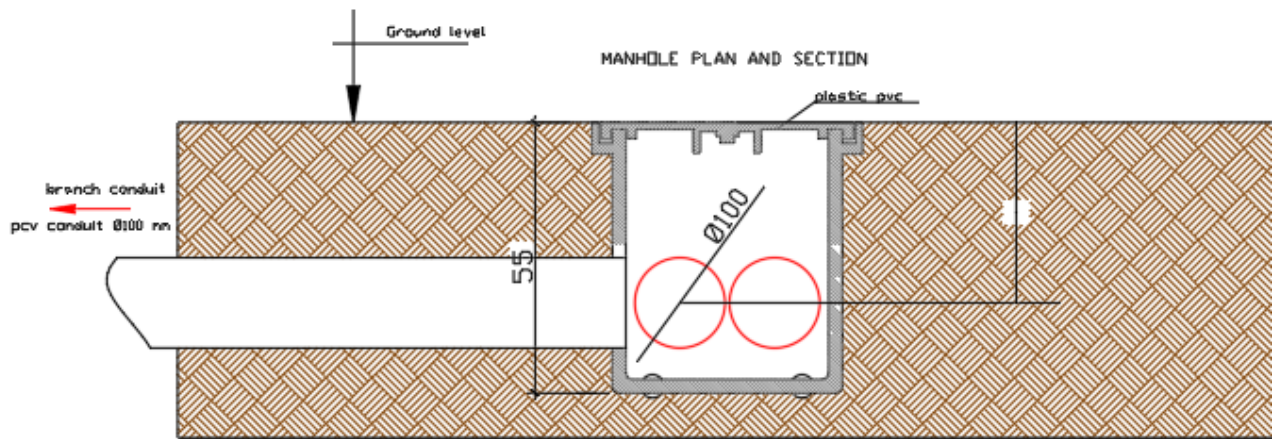 Ground level
MANHOLE PLAN AND SECTION
plastic pvc
branch conduit
pcv conduit Ø100 mm
Ø100
55